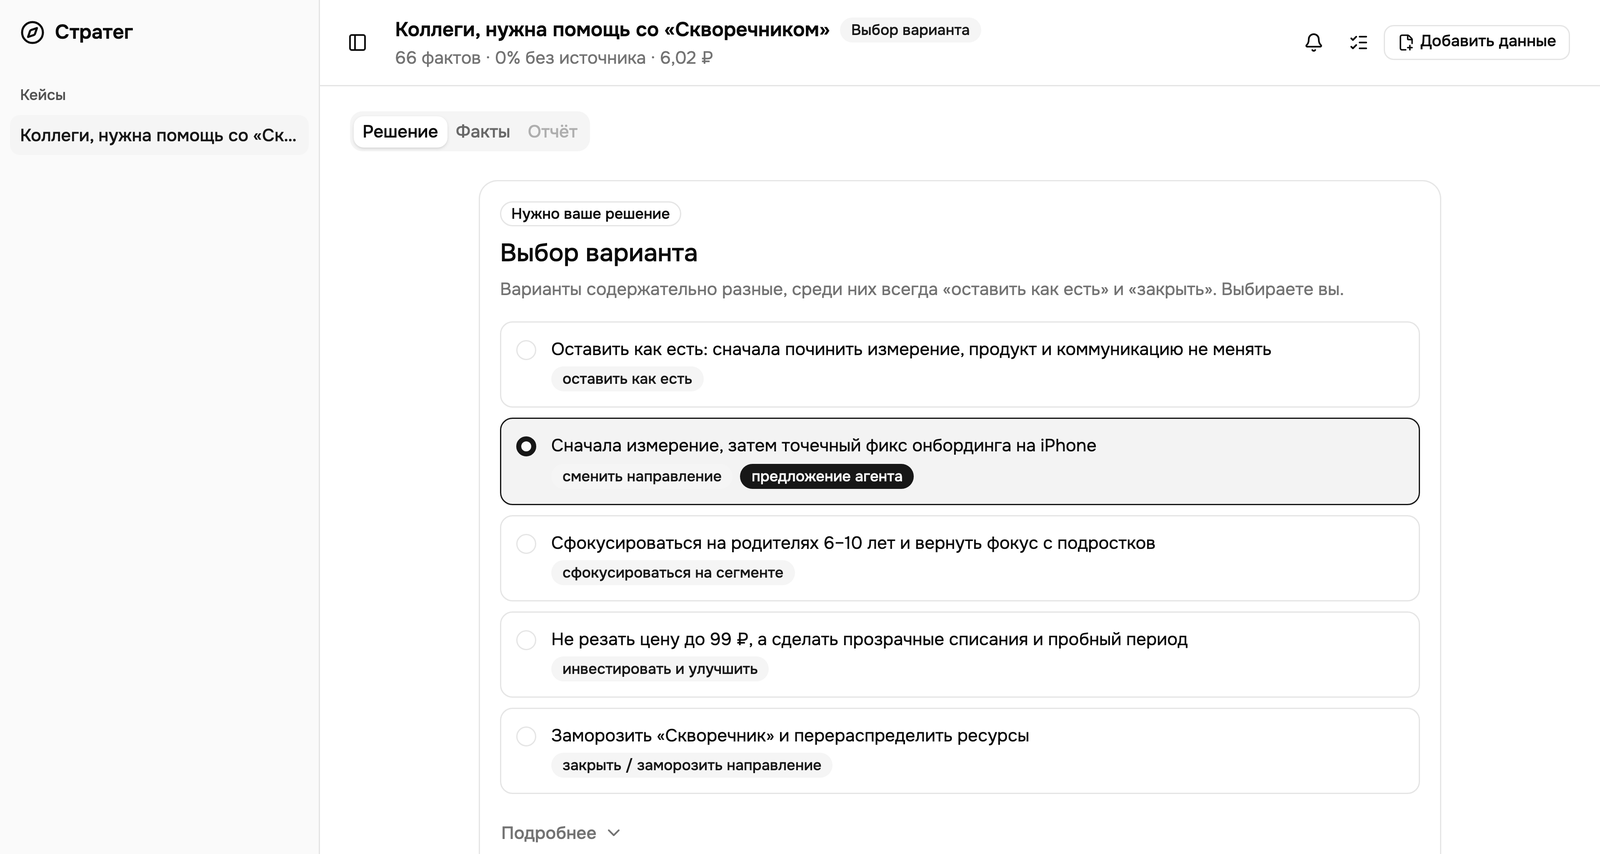 Стратег
Кейсы
Коллеги, нужна помощь со «Ск...
Коллеги, нужна помощь со «Скворечником»
Выбор варианта
66 фактов · 0% без источника · 6,02 ₽
Добавить данные
Решение
Факты
Отчёт
Нужно ваше решение
Выбор варианта
Варианты содержательно разные, среди них всегда «оставить как есть» и «закрыть». Выбираете вы.
Оставить как есть: сначала починить измерение, продукт и коммуникацию не менять
оставить как есть
Сначала измерение, затем точечный фикс онбординга на iPhone
сменить направление
предложение агента
Сфокусироваться на родителях 6–10 лет и вернуть фокус с подростков
сфокусироваться на сегменте
Не резать цену до 99 ₽, а сделать прозрачные списания и пробный период
инвестировать и улучшить
Заморозить «Скворечник» и перераспределить ресурсы
закрыть / заморозить направление
Подробнее